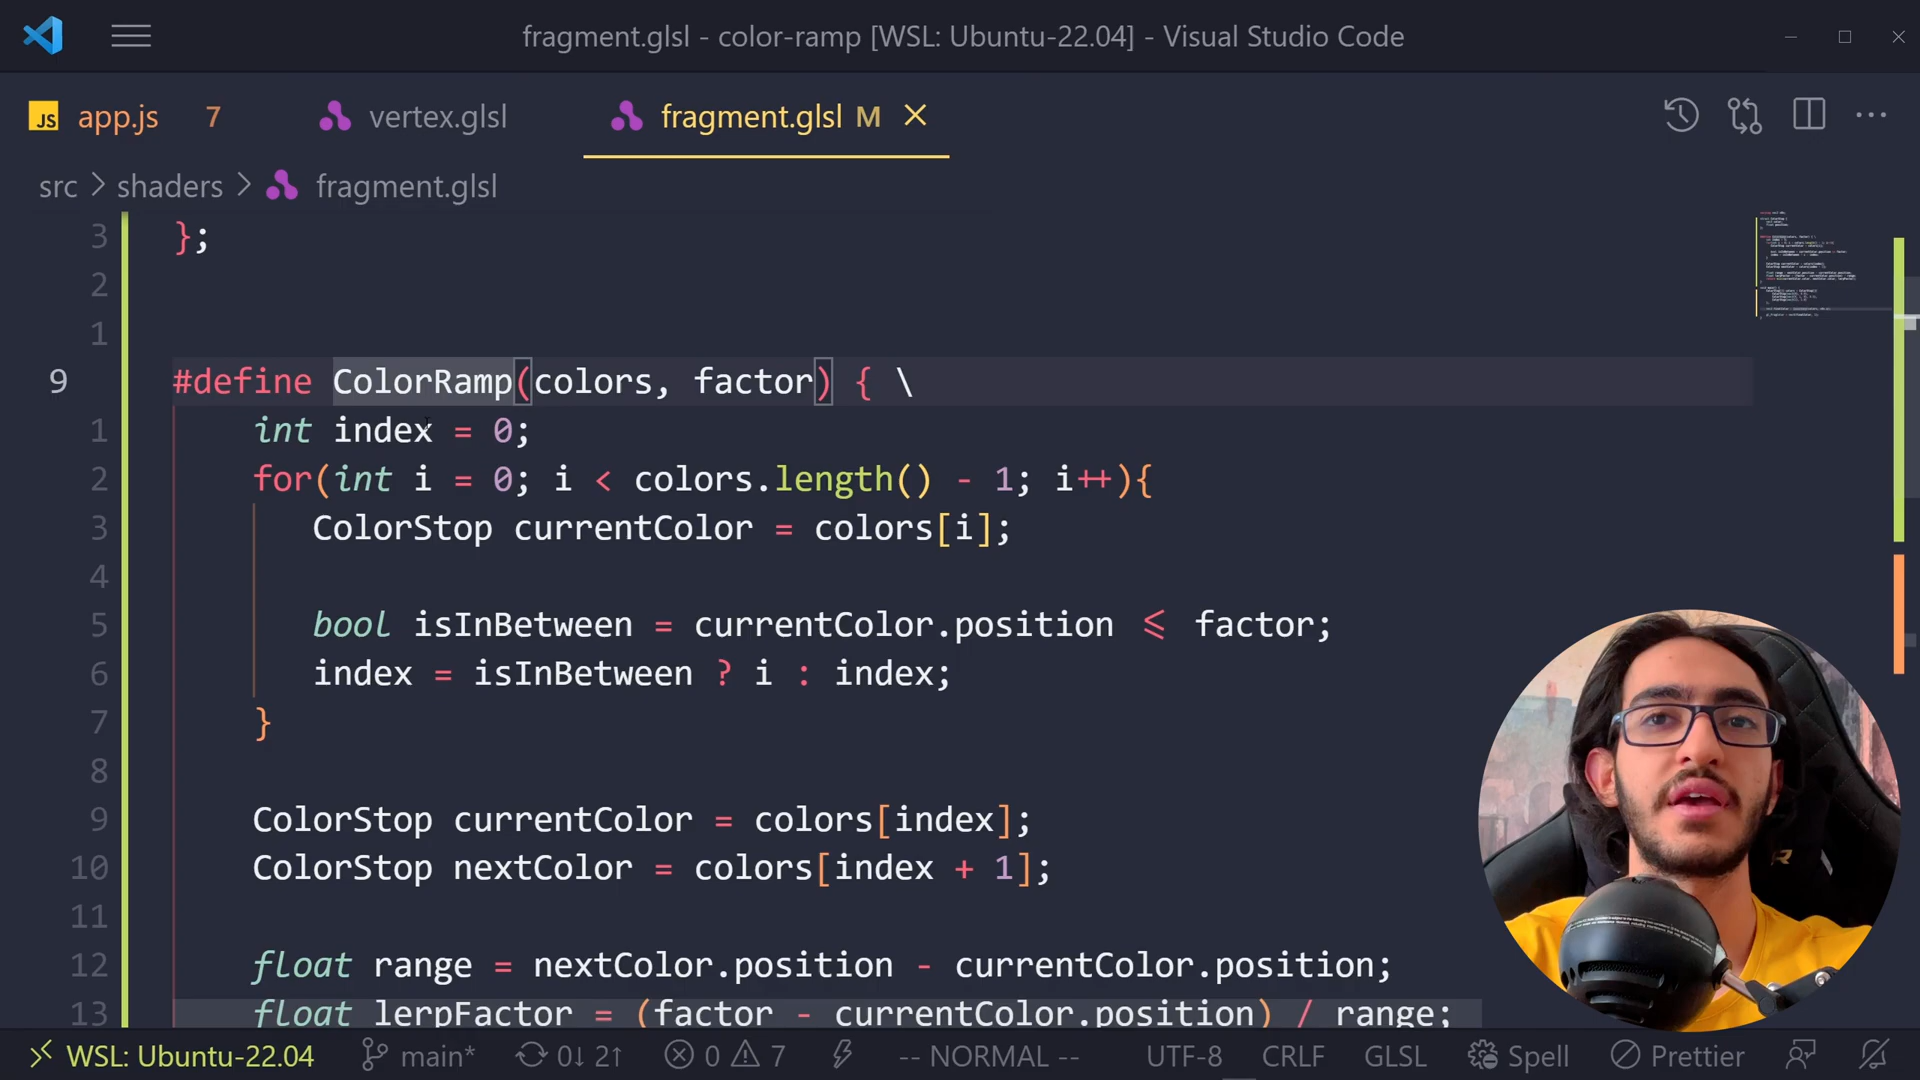 fragment.glsl - color-ramp [WSL: Ubuntu-22.04] - Visual Studio Code
JS app.js 7 vertex.glsl fragment.glsl M
src > shaders > fragment.glsl
3 };
2
1
9 #define ColorRamp(colors, factor) { \
1 int index = 0;
2 for(int i = 0; i < colors.length() - 1; i++){
3 ColorStop currentColor = colors[i];
4
5 bool isInBetween = currentColor.position <= factor;
6 index = isInBetween ? i : index;
7 }
8
9 ColorStop currentColor = colors[index];
10 ColorStop nextColor = colors[index + 1];
11
12 float range = nextColor.position - currentColor.position;
13 float lerpFactor = (factor - currentColor.position) / range;
WSL: Ubuntu-22.04 main* 0↓ 2↑ 0 7 -- NORMAL -- UTF-8 CRLF GLSL Spell Prettier